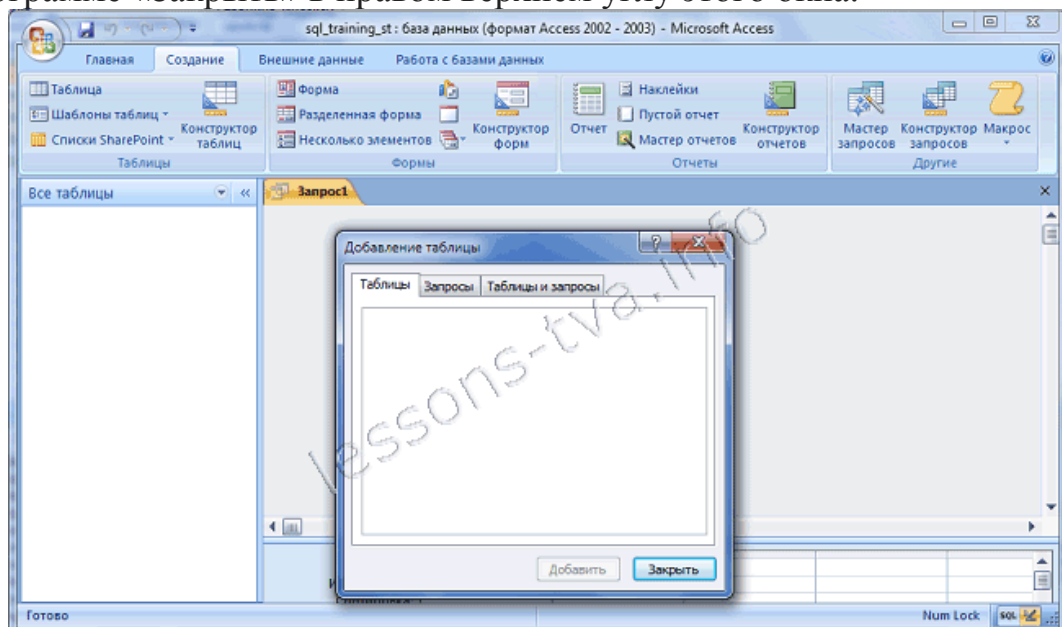 sql_training_st : база данных (формат Access 2002 - 2003) - Microsoft Access
Главная Создание Внешние данные Работа с базами данных
Таблица
Шаблоны таблиц
Списки SharePoint
Конструктор таблиц
Таблицы
Форма
Разделенная форма
Несколько элементов
Конструктор форм
Формы
Отчет
Наклейки
Пустой отчет
Мастер отчетов
Конструктор отчетов
Отчеты
Мастер запросов
Конструктор запросов
Макрос
Другие
Все таблицы
Запрос1
Добавление таблицы
Таблицы Запросы Таблицы и запросы
lessons-tva.info
Добавить Закрыть
Готово
Num Lock
SQL